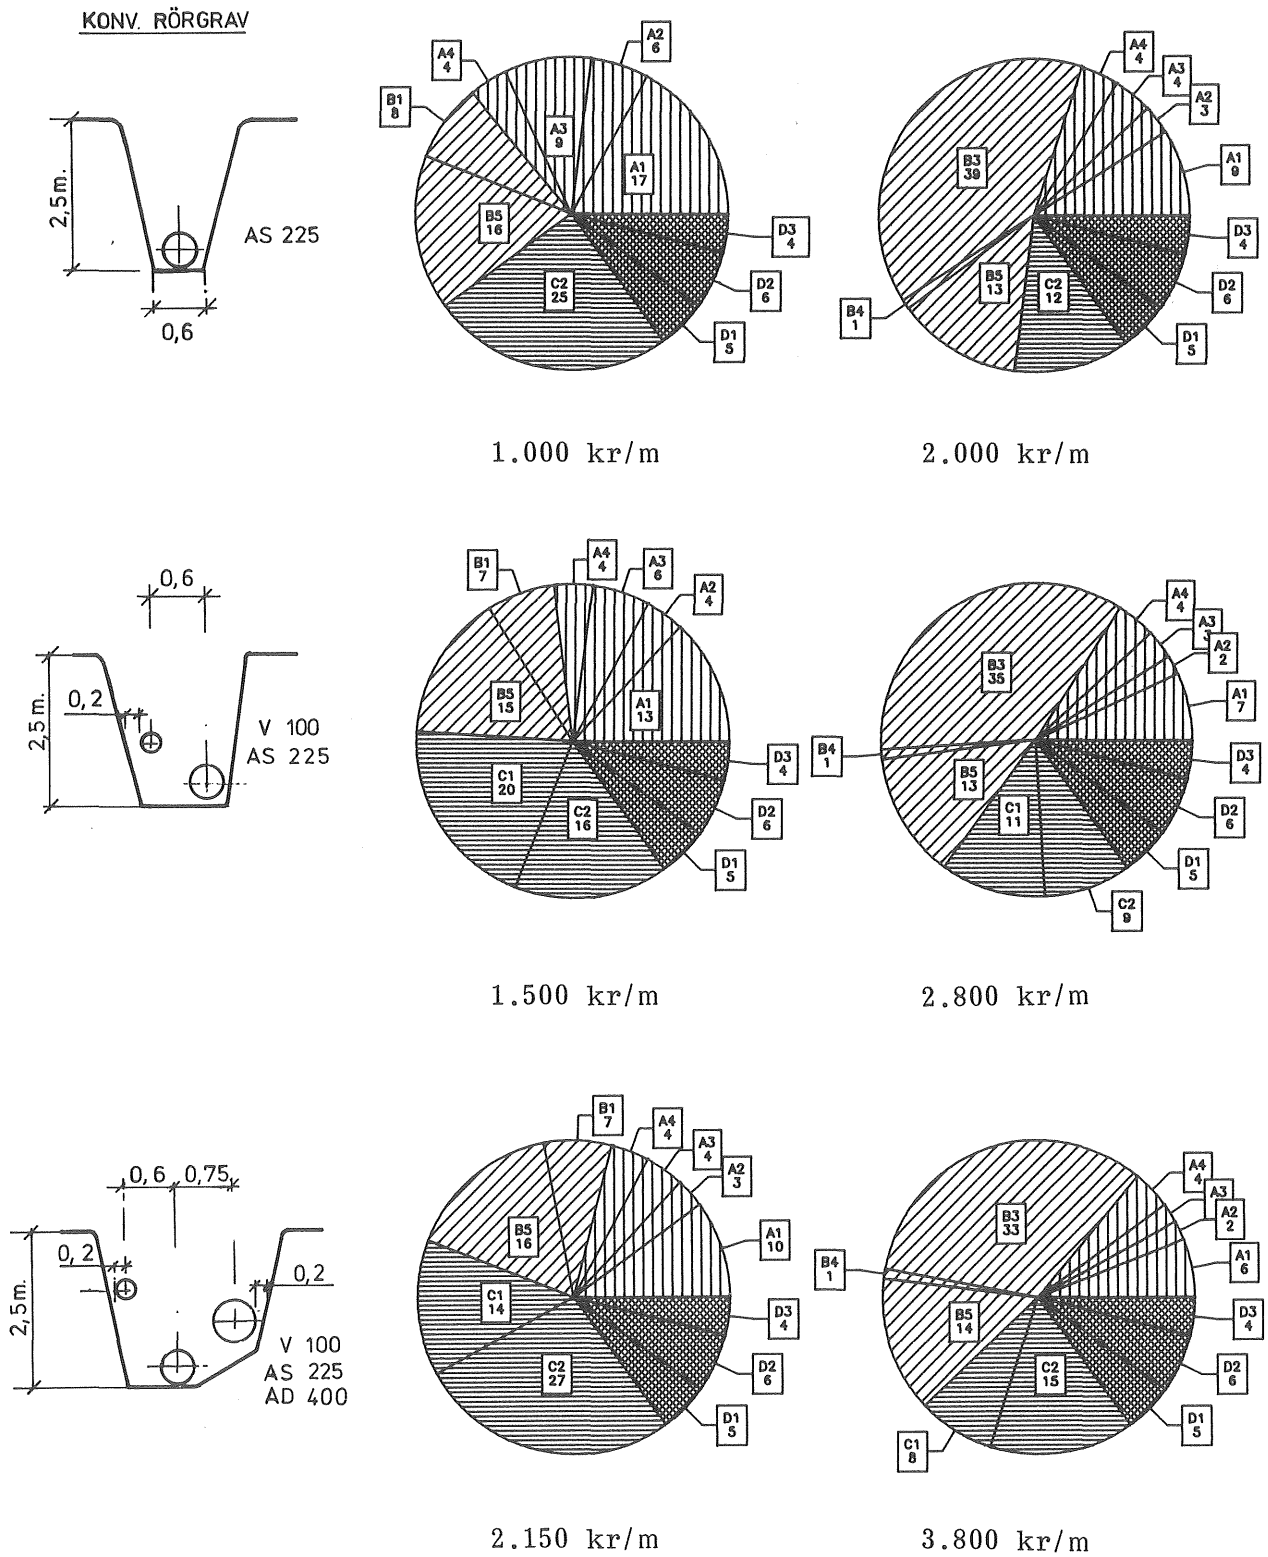 KONV. RÖRGRAV
2,5m.
0,6
AS 225
A4
4
A2
6
B1
8
A3
9
A1
17
B5
16
C2
25
D3
4
D2
6
D1
5
1.000 kr/m
A4
4
A3
4
A2
3
A1
9
B3
39
B5
13
B4
1
C2
12
D3
4
D2
6
D1
5
2.000 kr/m
0,6
0,2
2,5m.
V 100
AS 225
B1
7
A4
4
A3
6
A2
4
B5
15
A1
13
C1
20
C2
16
D3
4
D2
6
D1
5
1.500 kr/m
A4
4
A3
3
A2
2
A1
7
B3
35
B4
1
B5
13
C1
11
C2
9
D3
4
D2
6
D1
5
2.800 kr/m
0,6 0,75
0,2
0,2
2,5m.
V 100
AS 225
AD 400
B1
7
A4
4
A3
4
A2
3
A1
10
B5
16
C1
14
C2
27
D3
4
D2
6
D1
5
2.150 kr/m
A4
4
A3
A2
2
A1
6
B3
33
B4
1
B5
14
C2
15
C1
8
D3
4
D2
6
D1
5
3.800 kr/m